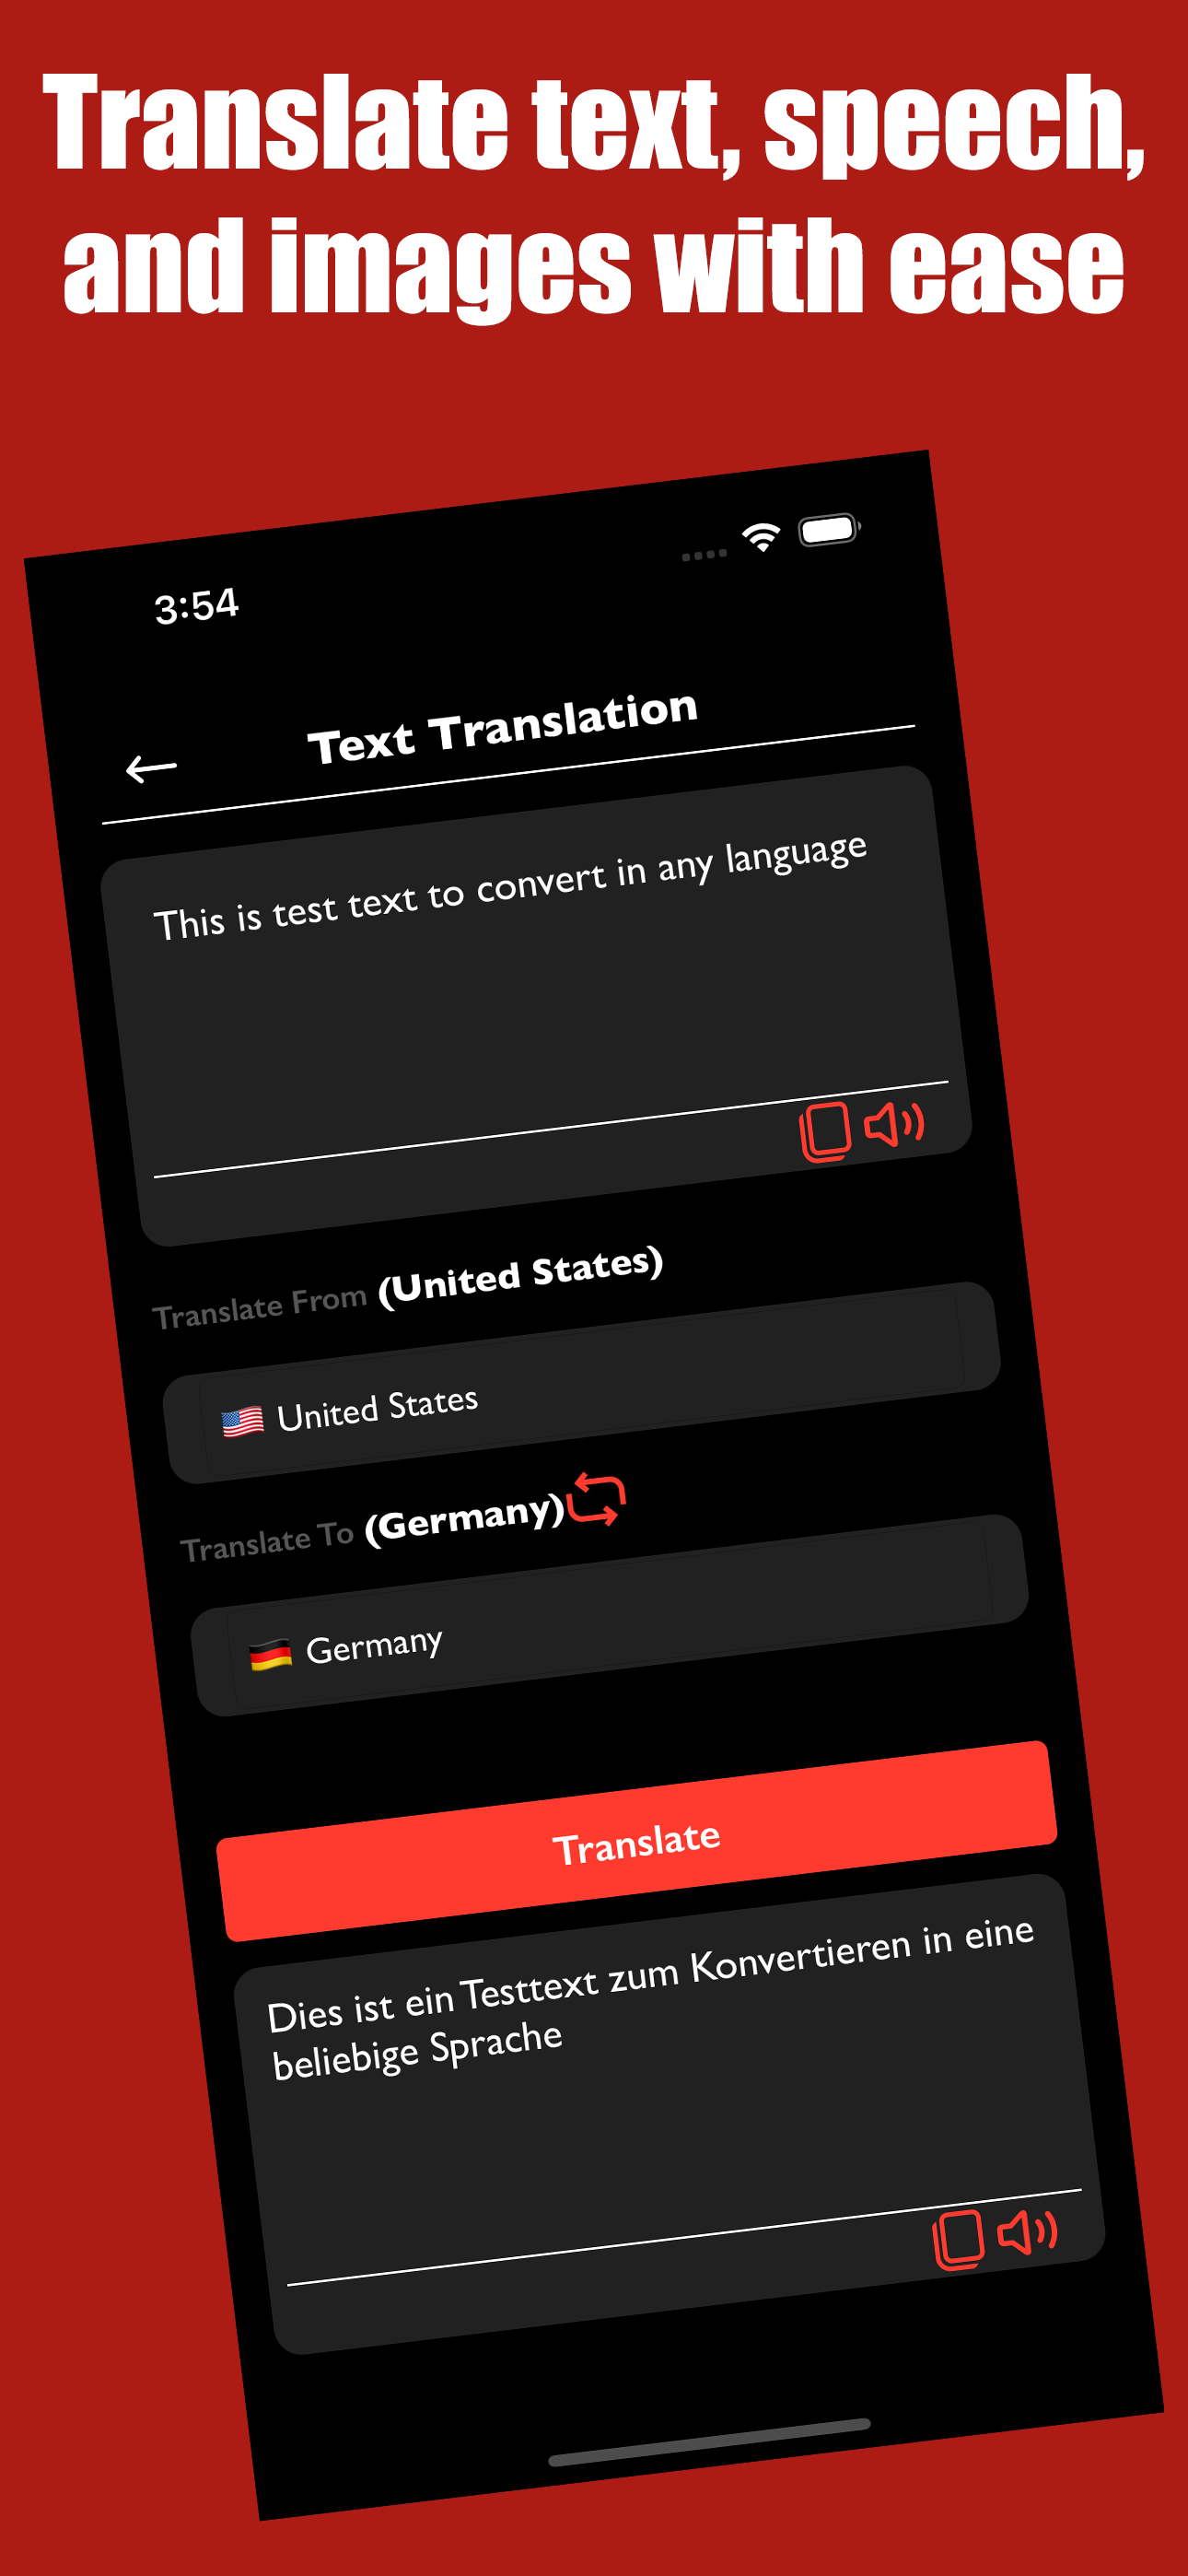 Translate text, speech,
and images with ease
3:54
Text Translation
This is test text to convert in any language
Translate From (United States)
🇺🇸 United States
Translate To (Germany)
🇩🇪 Germany
Translate
Dies ist ein Testtext zum Konvertieren in eine
beliebige Sprache